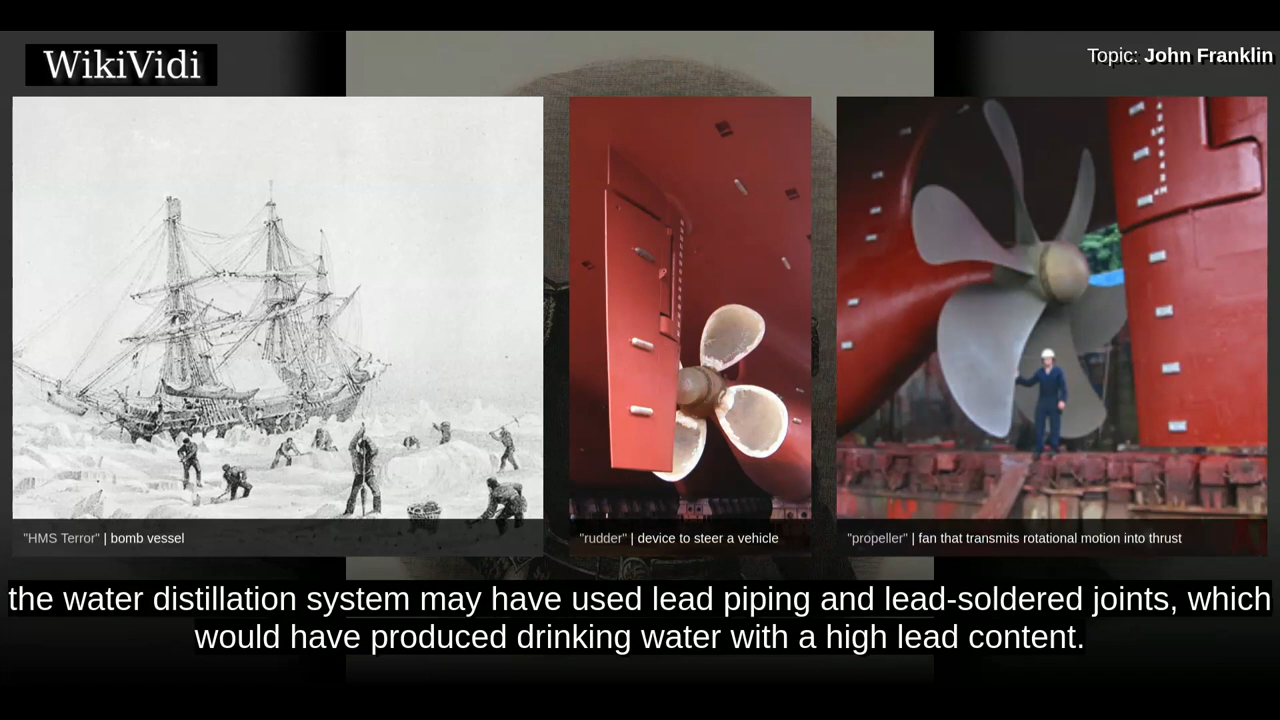 WikiVidi
Topic: John Franklin
"HMS Terror" | bomb vessel
"rudder" | device to steer a vehicle
"propeller" | fan that transmits rotational motion into thrust
the water distillation system may have used lead piping and lead-soldered joints, which
would have produced drinking water with a high lead content.